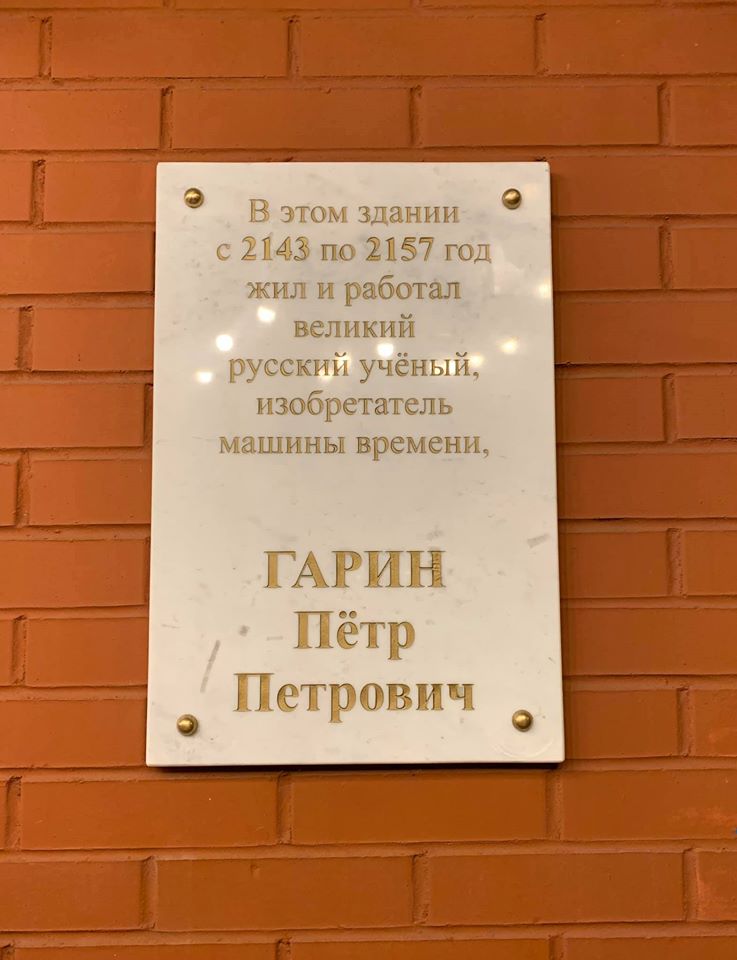 В этом здании
с 2143 по 2157 год
жил и работал
великий
русский учёный,
изобретатель
машины времени,
ГАРИН
Пётр
Петрович